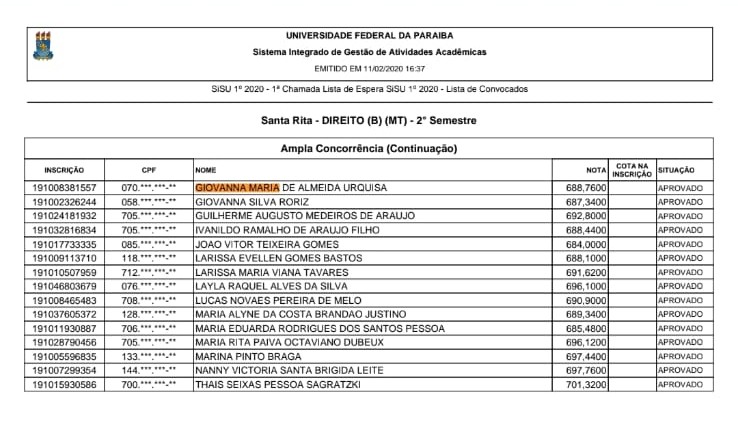 UNIVERSIDADE FEDERAL DA PARAIBA
Sistema Integrado de Gestão de Atividades Acadêmicas
EMITIDO EM 11/02/2020 16:37
SiSU 1º 2020 - 1ª Chamada Lista de Espera SiSU 1º 2020 - Lista de Convocados
Santa Rita - DIREITO (B) (MT) - 2° Semestre
Ampla Concorrência (Continuação)
INSCRIÇÃO CPF NOME NOTA COTA NA INSCRIÇÃO SITUAÇÃO
191008381557 070.***.***-** GIOVANNA MARIA DE ALMEIDA URQUISA 688,7600 APROVADO
191002326244 058.***.***-** GIOVANNA SILVA RORIZ 687,3400 APROVADO
191024181932 705.***.***-** GUILHERME AUGUSTO MEDEIROS DE ARAUJO 692,8000 APROVADO
191032816834 705.***.***-** IVANILDO RAMALHO DE ARAUJO FILHO 688,4400 APROVADO
191017733335 085.***.***-** JOAO VITOR TEIXEIRA GOMES 684,0000 APROVADO
191009113710 118.***.***-** LARISSA EVELLEN GOMES BASTOS 688,1000 APROVADO
191010507959 712.***.***-** LARISSA MARIA VIANA TAVARES 691,6200 APROVADO
191046803679 076.***.***-** LAYLA RAQUEL ALVES DA SILVA 696,1000 APROVADO
191008465483 708.***.***-** LUCAS NOVAES PEREIRA DE MELO 690,9000 APROVADO
191037605372 128.***.***-** MARIA ALYNE DA COSTA BRANDAO JUSTINO 689,3400 APROVADO
191011930887 706.***.***-** MARIA EDUARDA RODRIGUES DOS SANTOS PESSOA 685,4800 APROVADO
191028790456 705.***.***-** MARIA RITA PAIVA OCTAVIANO DUBEUX 696,1200 APROVADO
191005596835 133.***.***-** MARINA PINTO BRAGA 697,4400 APROVADO
191007299354 144.***.***-** NANNY VICTORIA SANTA BRIGIDA LEITE 697,7600 APROVADO
191015930586 700.***.***-** THAIS SEIXAS PESSOA SAGRATZKI 701,3200 APROVADO